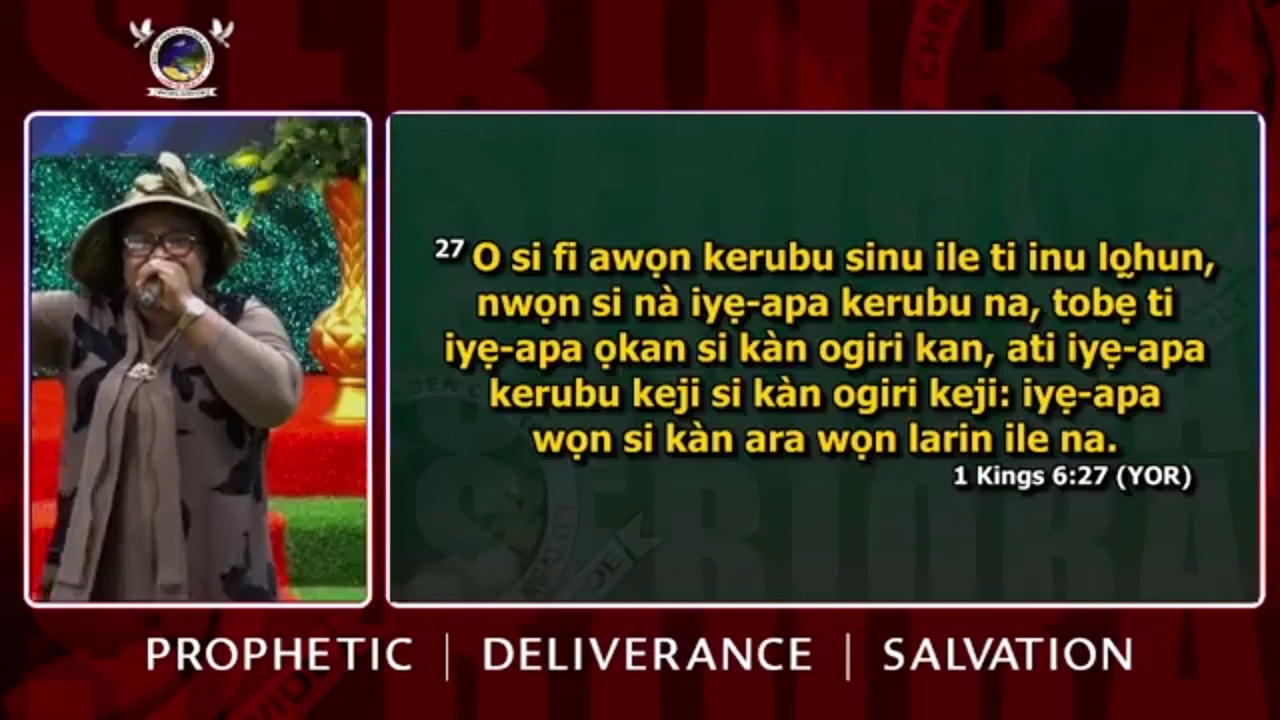 27 O si fi awọn kerubu sinu ile ti inu lọ̮hun,
nwọn si nà iyẹ-apa kerubu na, tobẹ ti
iyẹ-apa ọkan si kàn ogiri kan, ati iyẹ-apa
kerubu keji si kàn ogiri keji: iyẹ-apa
wọn si kàn ara wọn larin ile na.
1 Kings 6:27 (YOR)
PROPHETIC | DELIVERANCE | SALVATION